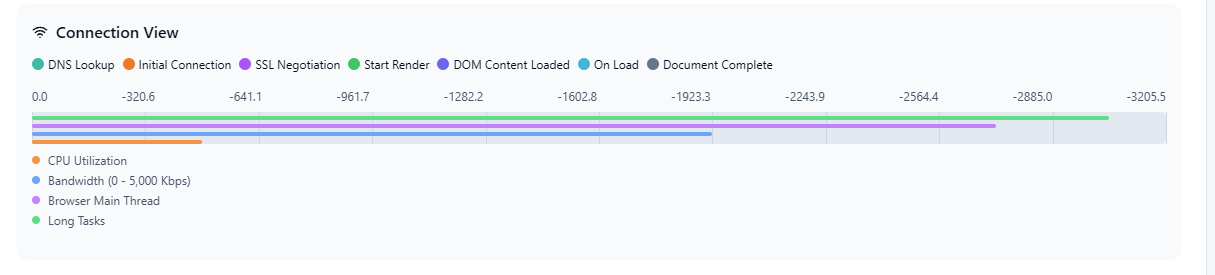 Connection View
DNS Lookup Initial Connection SSL Negotiation Start Render DOM Content Loaded On Load Document Complete
0.0 -320.6 -641.1 -961.7 -1282.2 -1602.8 -1923.3 -2243.9 -2564.4 -2885.0 -3205.5
CPU Utilization
Bandwidth (0 - 5,000 Kbps)
Browser Main Thread
Long Tasks